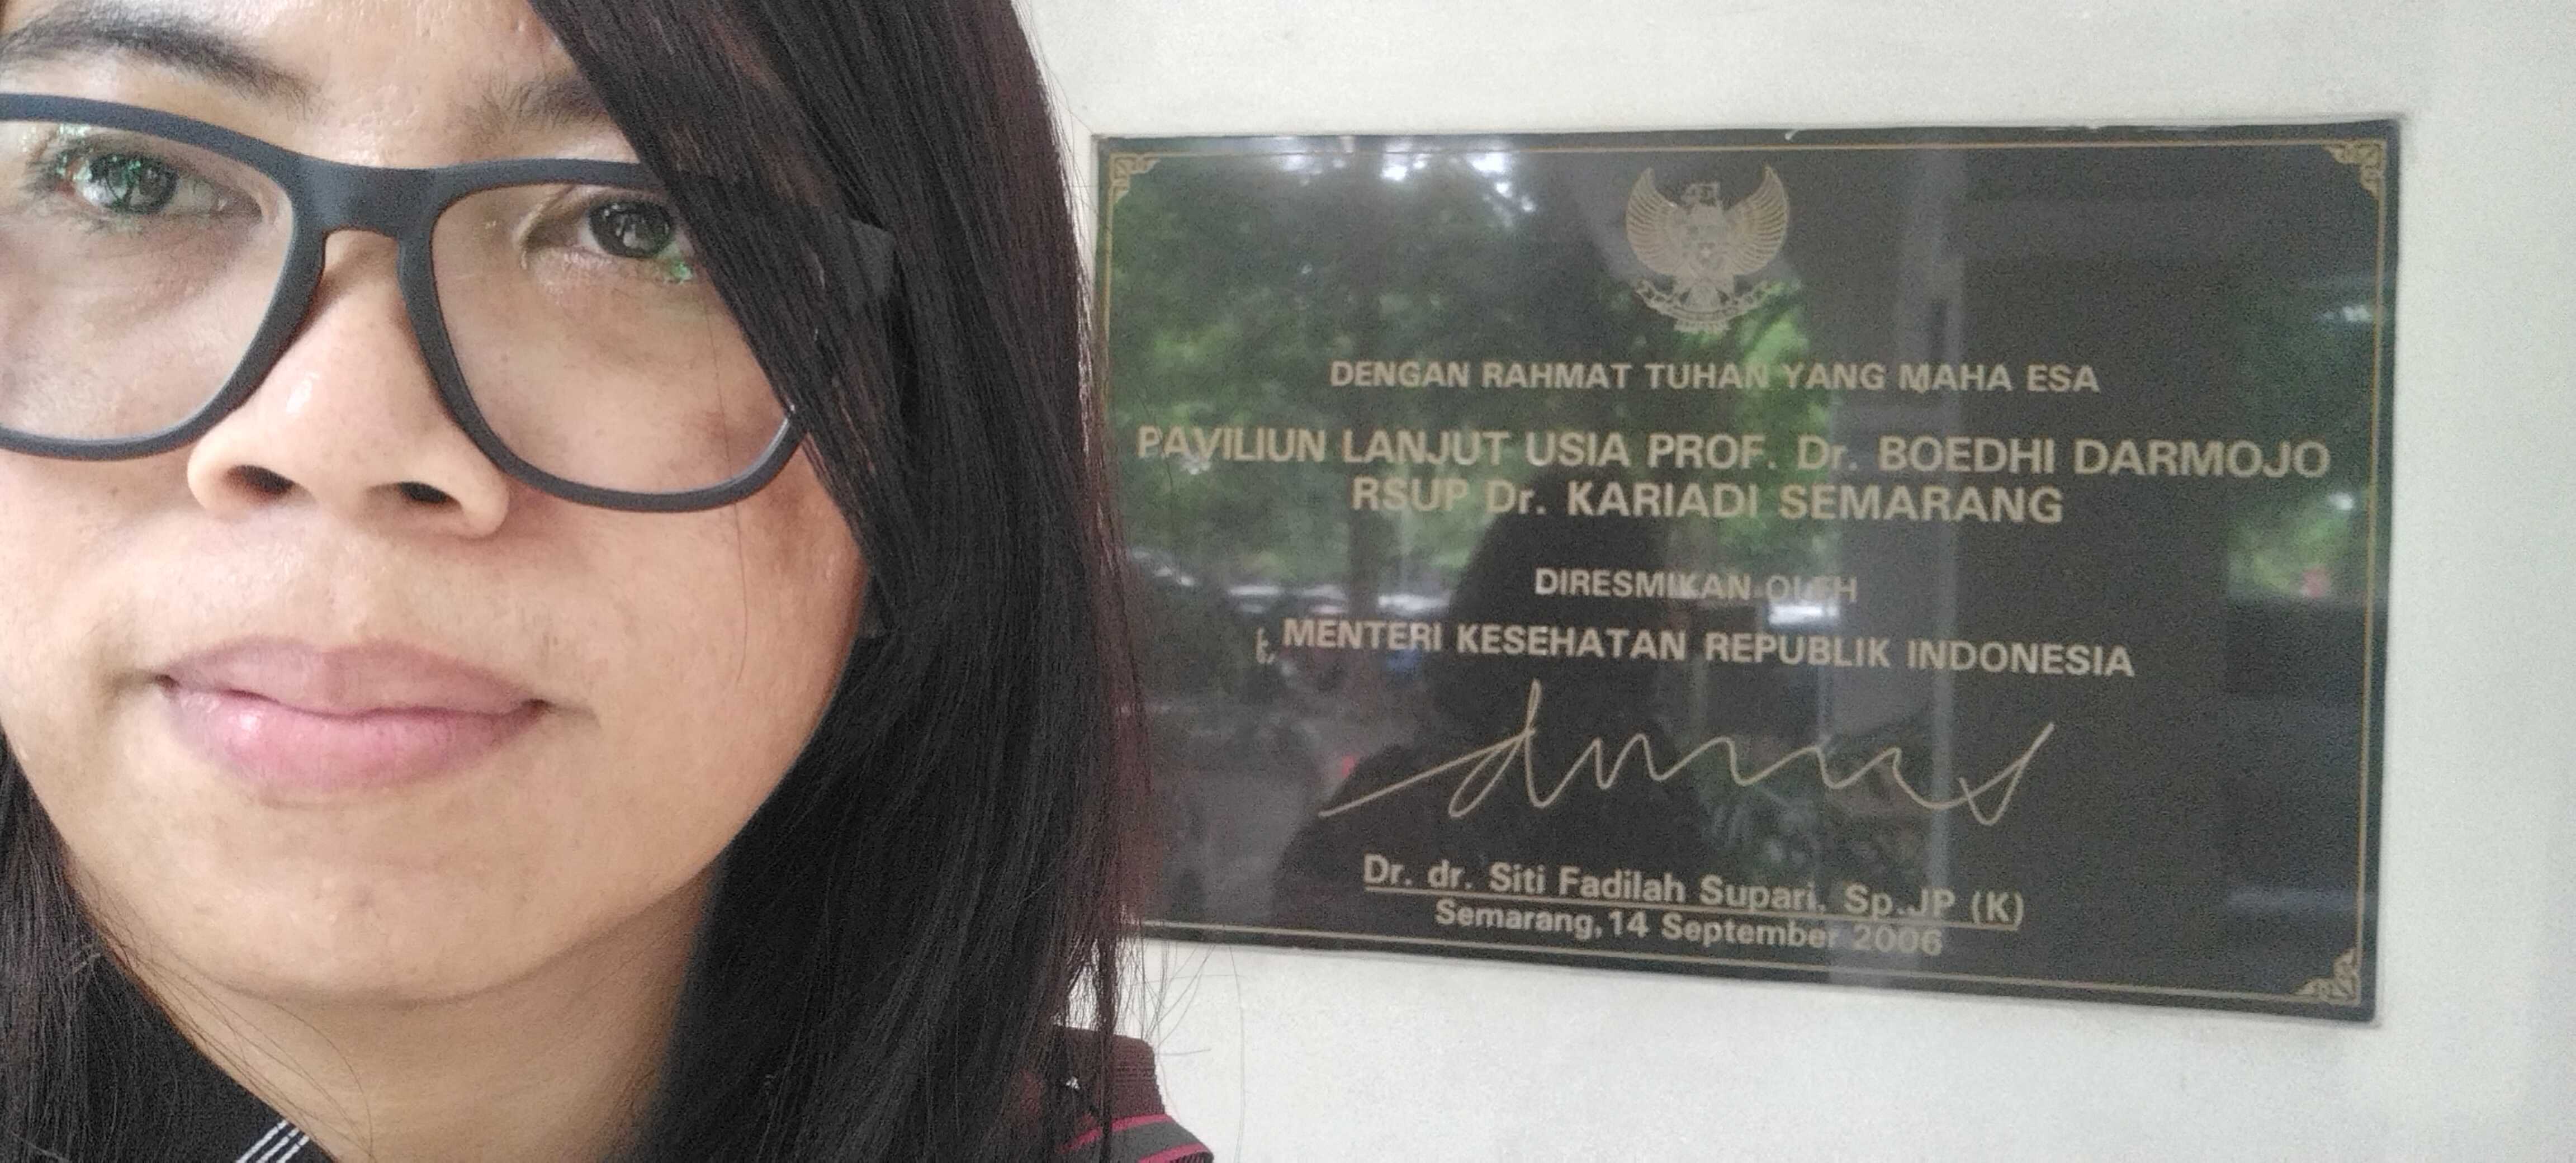 DENGAN RAHMAT TUHAN YANG MAHA ESA
PAVILIUN LANJUT USIA PROF. Dr. BOEDHI DARMOJO
RSUP Dr. KARIADI SEMARANG
DIRESMIKAN OLEH
MENTERI KESEHATAN REPUBLIK INDONESIA
Dr. dr. Siti Fadilah Supari, Sp.JP (K)
Semarang, 14 September 2006